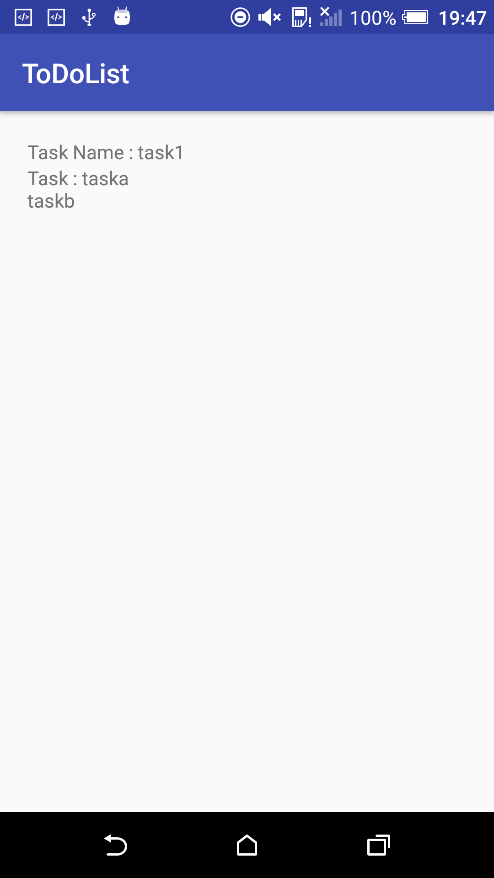 100% 19:47
ToDoList
Task Name : task1
Task : taska
taskb